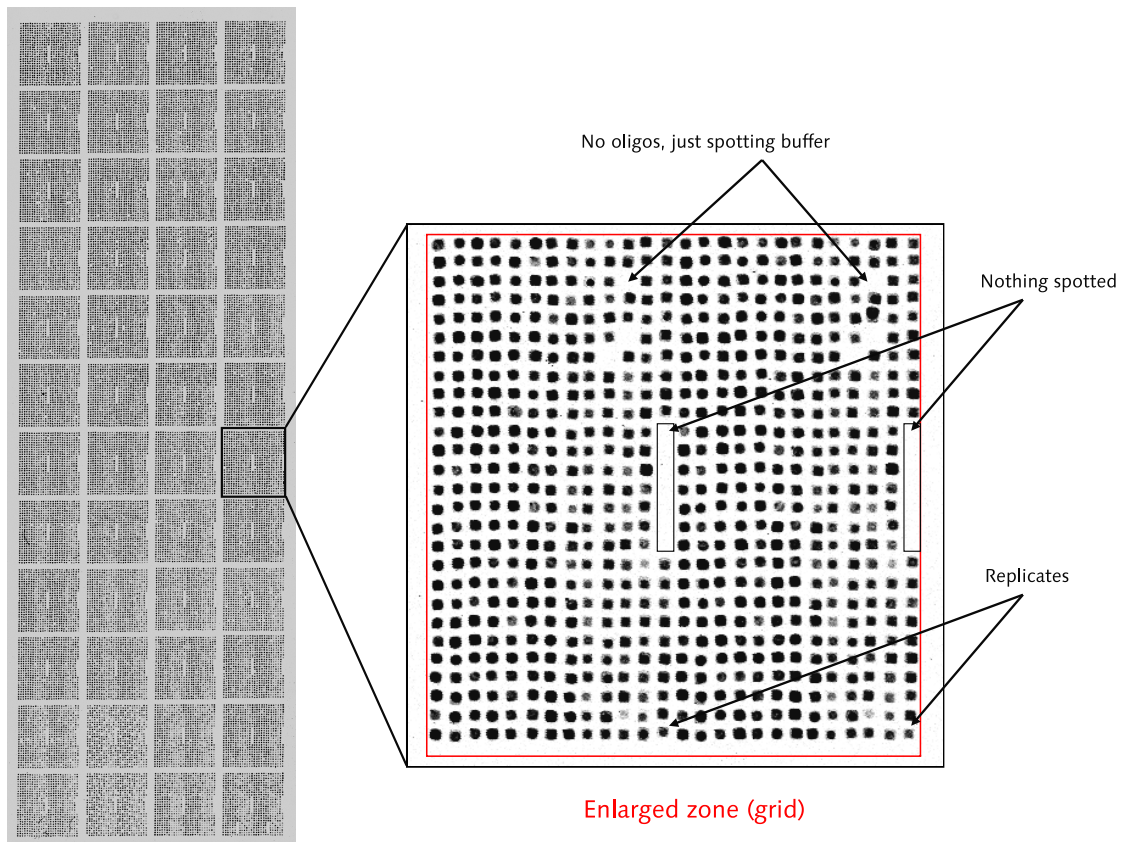 No oligos, just spotting buffer
Nothing spotted
Replicates
Enlarged zone (grid)